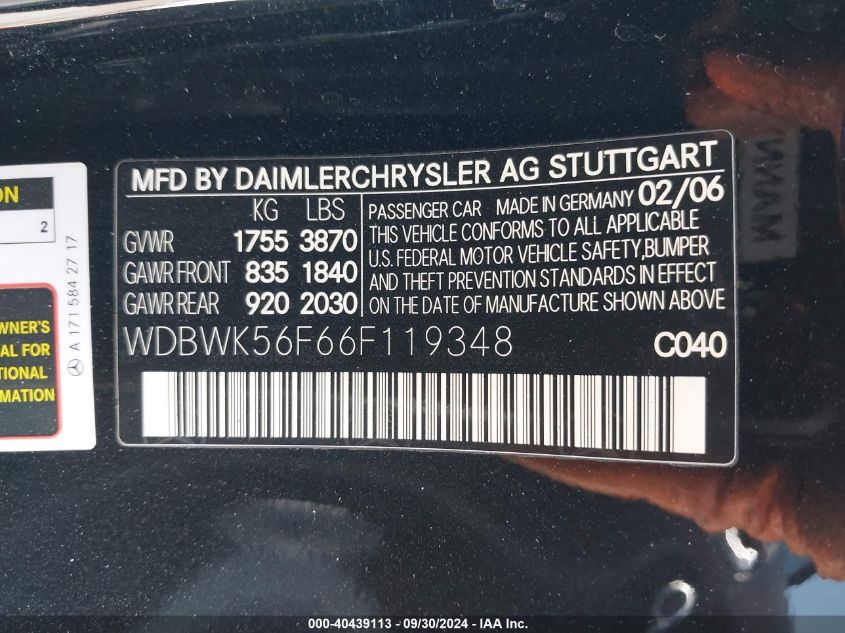 ON
2
WNER'S
AL FOR
TIONAL
MATION
A 171 584 27 17
MFD BY DAIMLERCHRYSLER AG STUTTGART
KG LBS
GVWR 1755 3870
GAWR FRONT 835 1840
GAWR REAR 920 2030
PASSENGER CAR MADE IN GERMANY 02/06
THIS VEHICLE CONFORMS TO ALL APPLICABLE
U.S. FEDERAL MOTOR VEHICLE SAFETY,BUMPER
AND THEFT PREVENTION STANDARDS IN EFFECT
ON THE DATE OF MANUFACTURE SHOWN ABOVE
WDBWK56F66F119348 C040
000-40439113 - 09/30/2024 - IAA Inc.